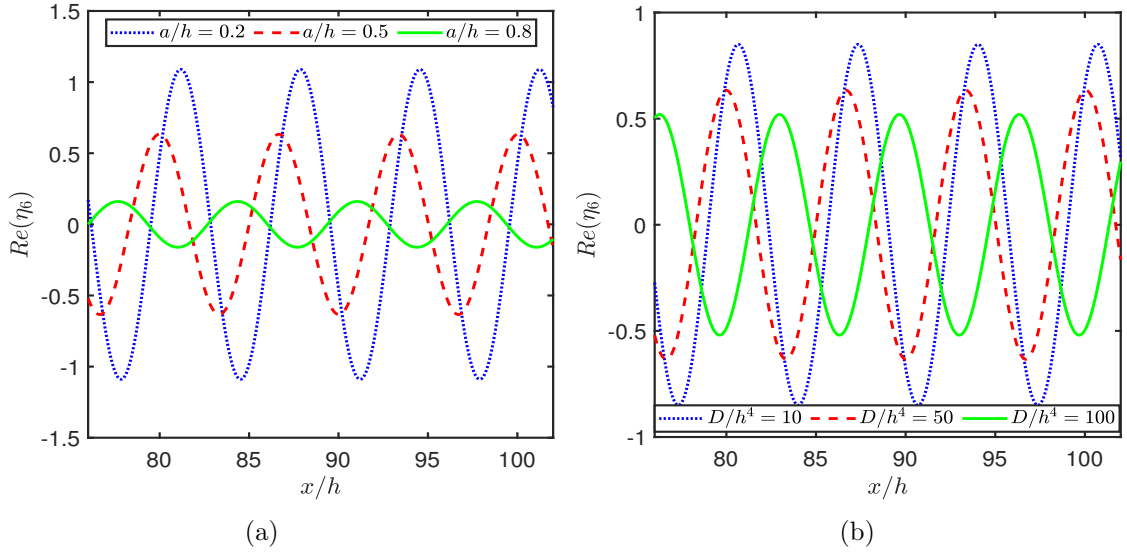 a/h = 0.2 a/h = 0.5 a/h = 0.8
1.5
1
0.5
0
-0.5
-1
-1.5
Re(η₆)
80 85 90 95 100
x/h
(a)
1
0.5
0
-0.5
-1
Re(η₆)
D/h⁴ = 10 D/h⁴ = 50 D/h⁴ = 100
80 85 90 95 100
x/h
(b)